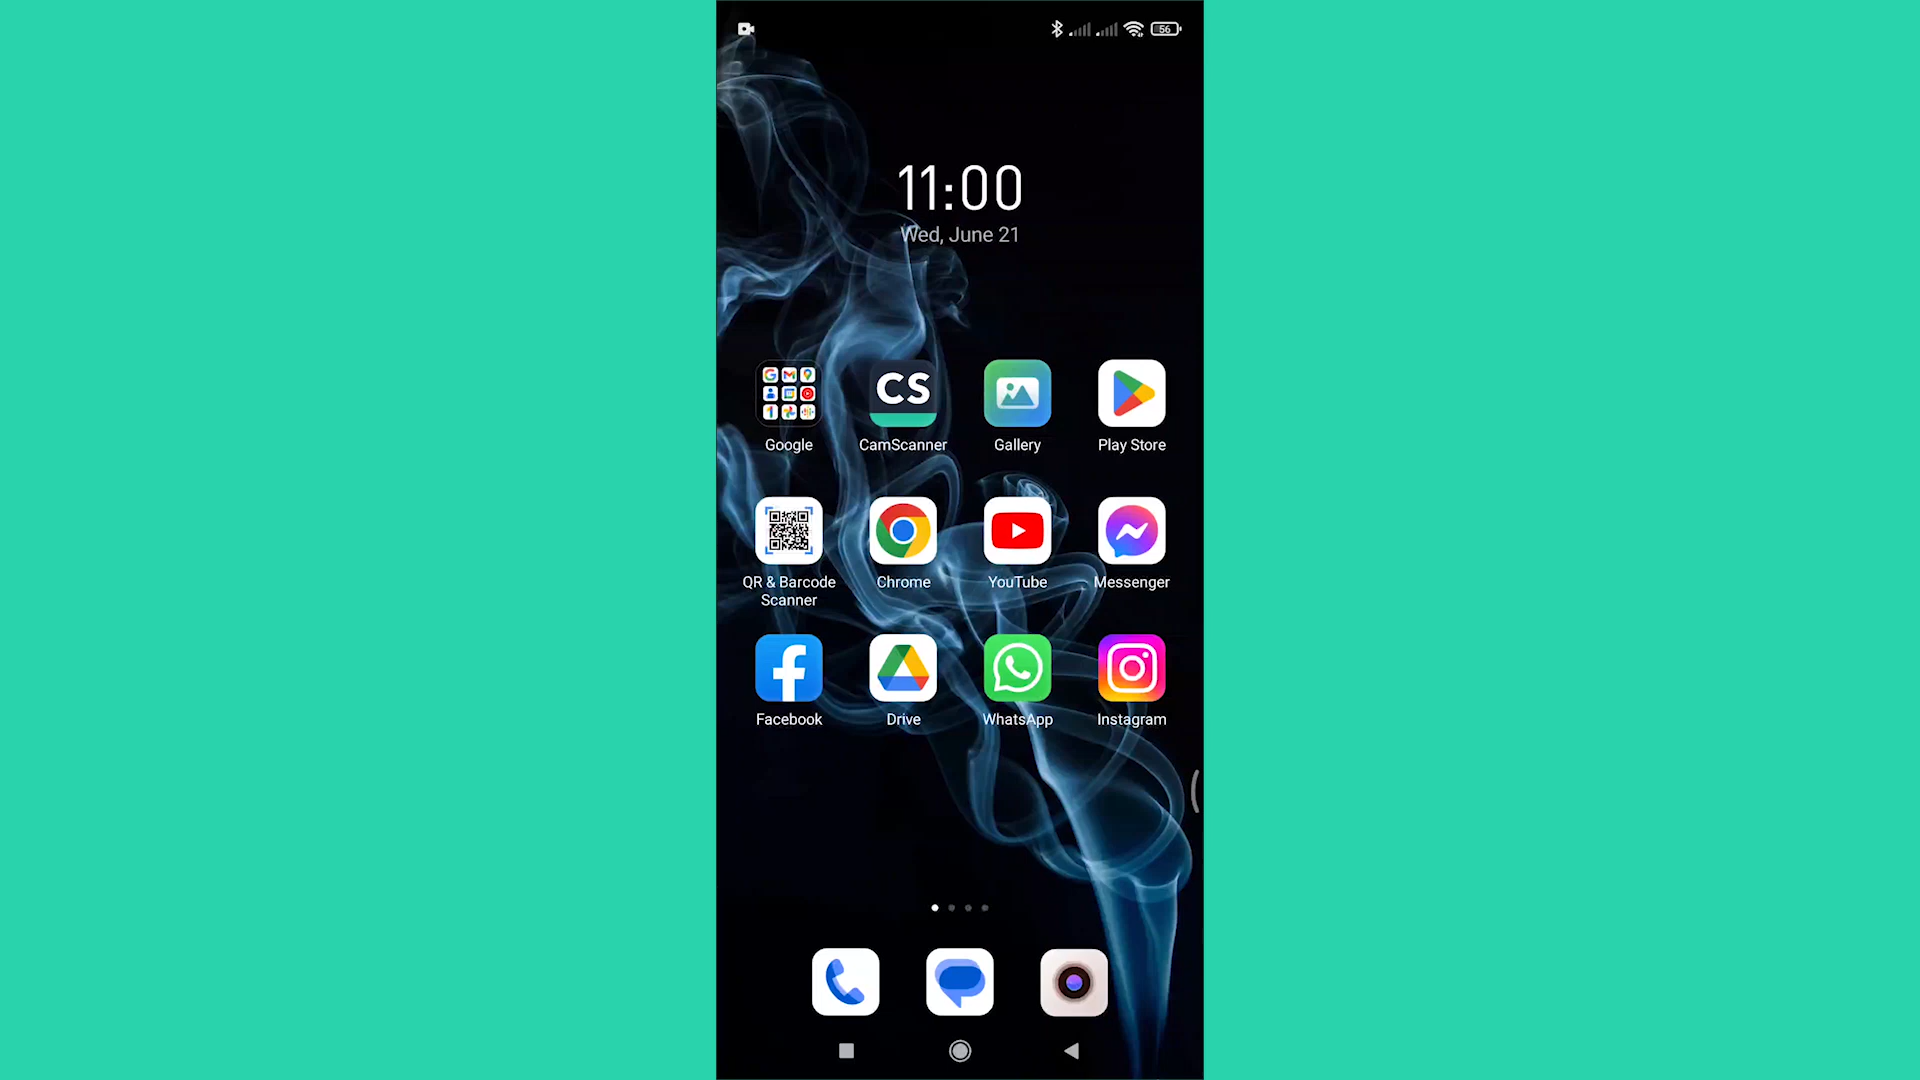 56
11:00
Wed, June 21
CS
Google
CamScanner
Gallery
Play Store
QR & Barcode
Scanner
Chrome
YouTube
Messenger
Facebook
Drive
WhatsApp
Instagram